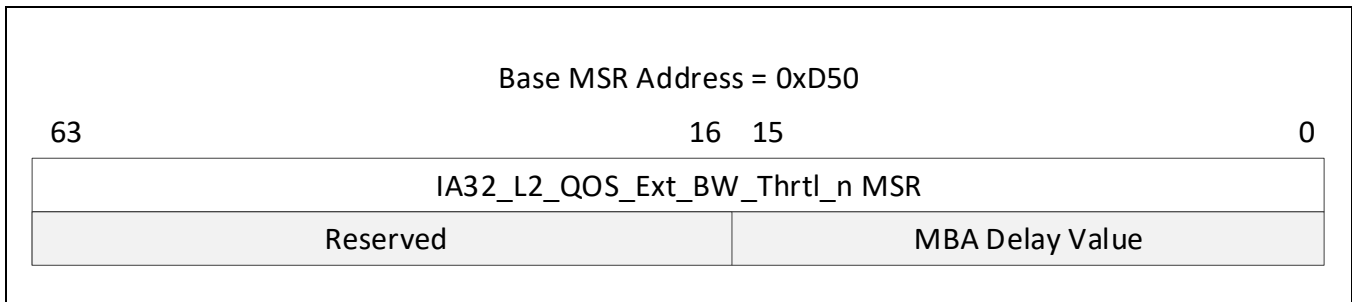 Base MSR Address = 0xD50
63 16 15 0
IA32_L2_QOS_Ext_BW_Thrtl_n MSR
Reserved MBA Delay Value